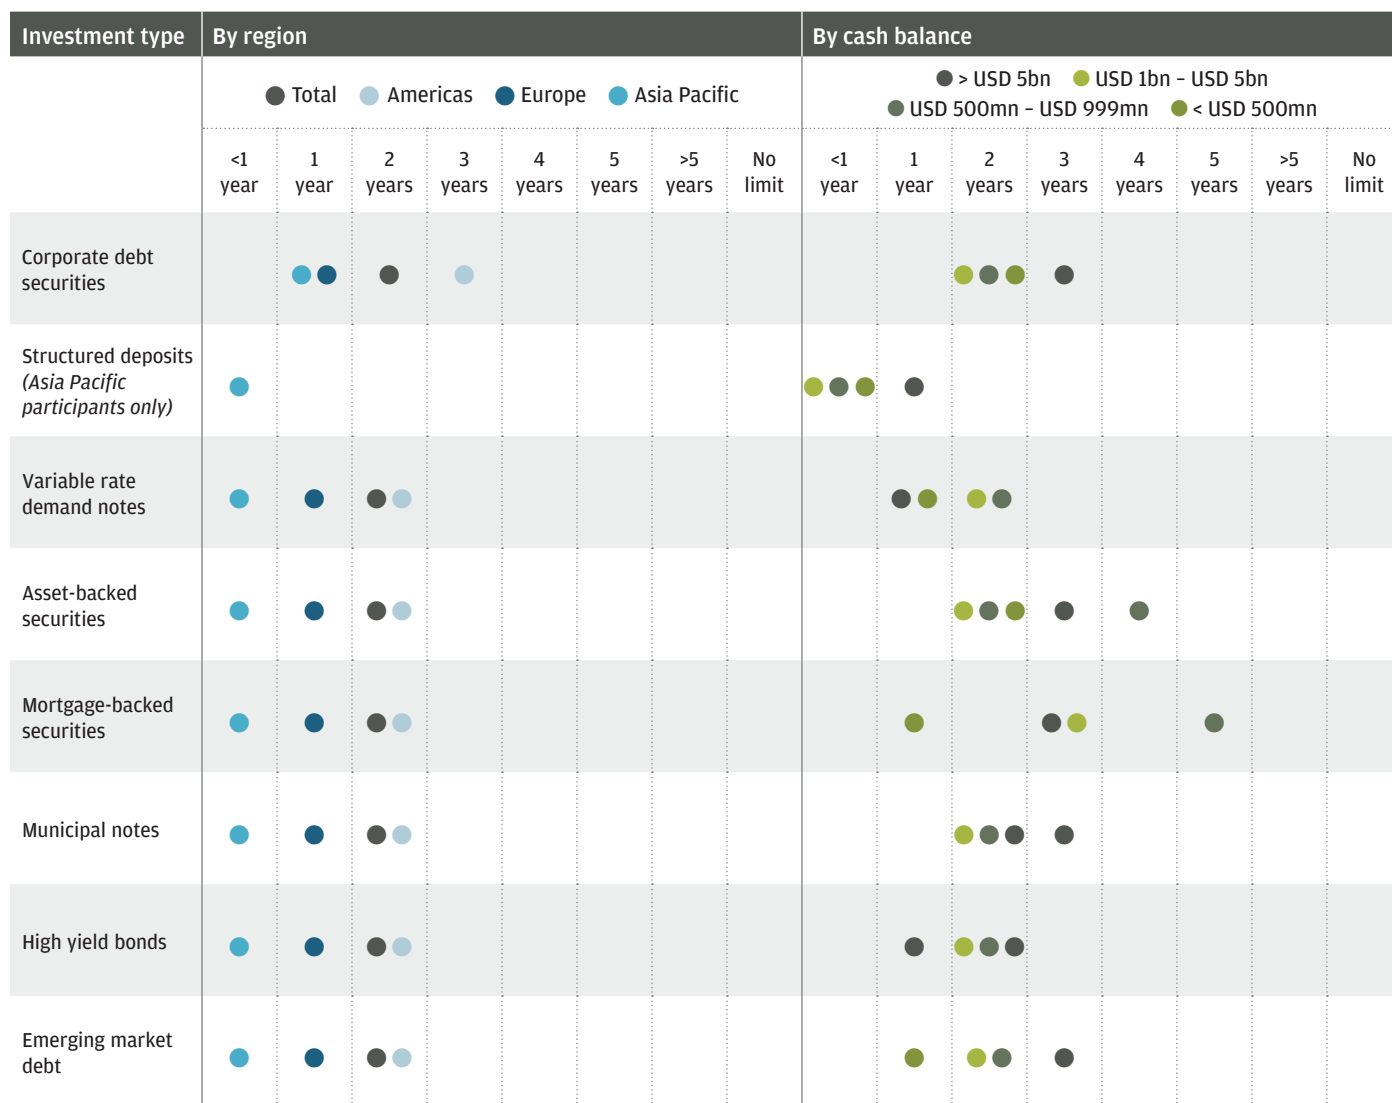 Investment type
By region
By cash balance
Total Americas Europe Asia Pacific
> USD 5bn USD 1bn – USD 5bn
USD 500mn – USD 999mn < USD 500mn
<1 year
1 year
2 years
3 years
4 years
5 years
>5 years
No limit
<1 year
1 year
2 years
3 years
4 years
5 years
>5 years
No limit
Corporate debt
securities
Structured deposits
(Asia Pacific
participants only)
Variable rate
demand notes
Asset-backed
securities
Mortgage-backed
securities
Municipal notes
High yield bonds
Emerging market
debt